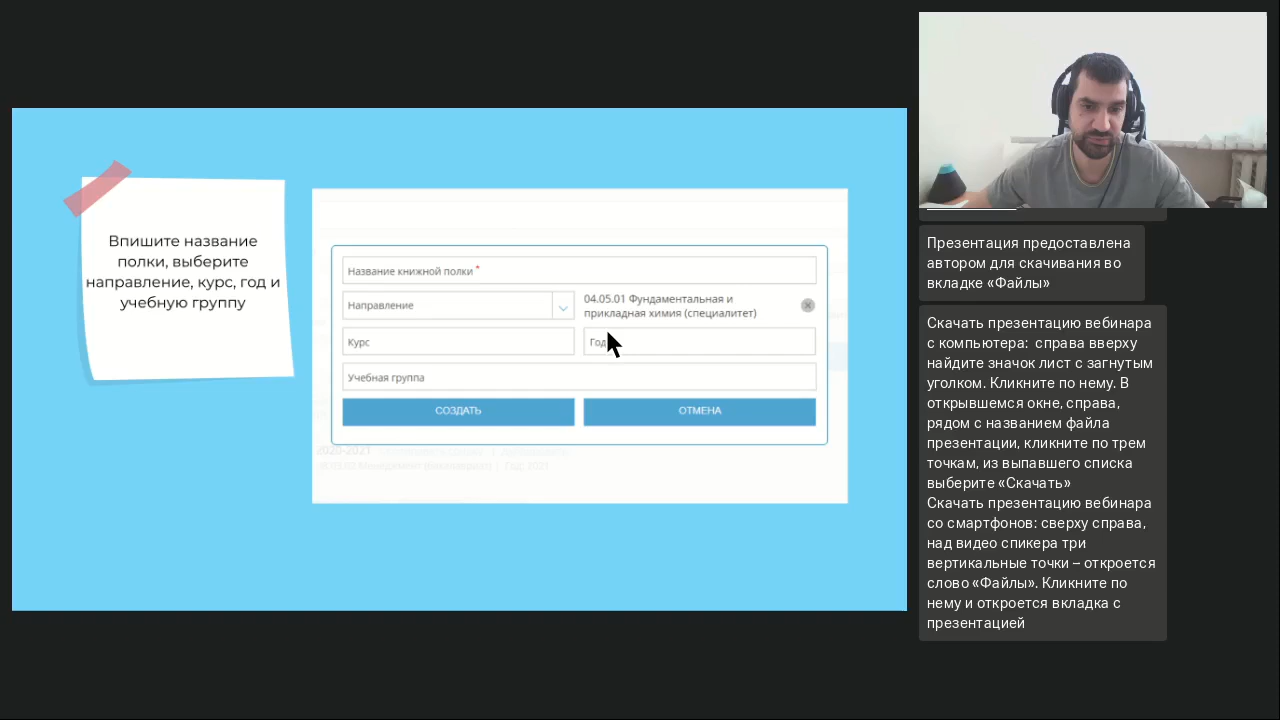 Впишите название
полки, выберите
направление, курс, год и
учебную группу
Название книжной полки *
Направление
04.05.01 Фундаментальная и
прикладная химия (специалитет)
Курс
Год
Учебная группа
СОЗДАТЬ
ОТМЕНА
2020-2021
Презентация предоставлена
автором для скачивания во
вкладке «Файлы»
Скачать презентацию вебинара
с компьютера: справа вверху
найдите значок лист с загнутым
уголком. Кликните по нему. В
открывшемся окне, справа,
рядом с названием файла
презентации, кликните по трем
точкам, из выпавшего списка
выберите «Скачать»
Скачать презентацию вебинара
со смартфонов: сверху справа,
над видео спикера три
вертикальные точки – откроется
слово «Файлы». Кликните по
нему и откроется вкладка с
презентацией